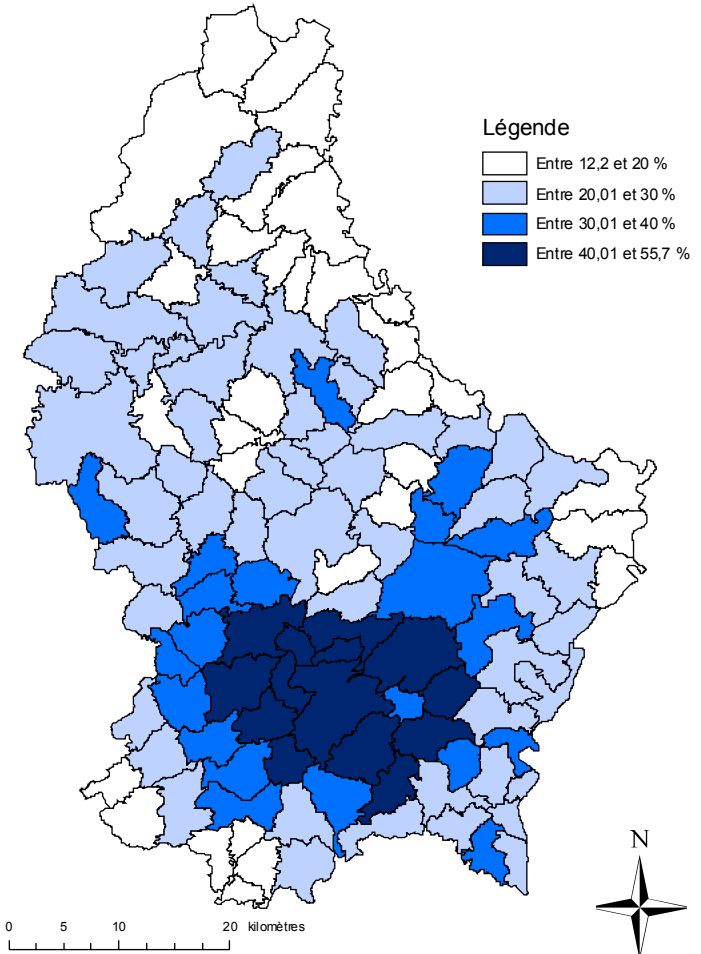 Légende
Entre 12,2 et 20 %
Entre 20,01 et 30 %
Entre 30,01 et 40 %
Entre 40,01 et 55,7 %
N
0 5 10 20 kilomètres